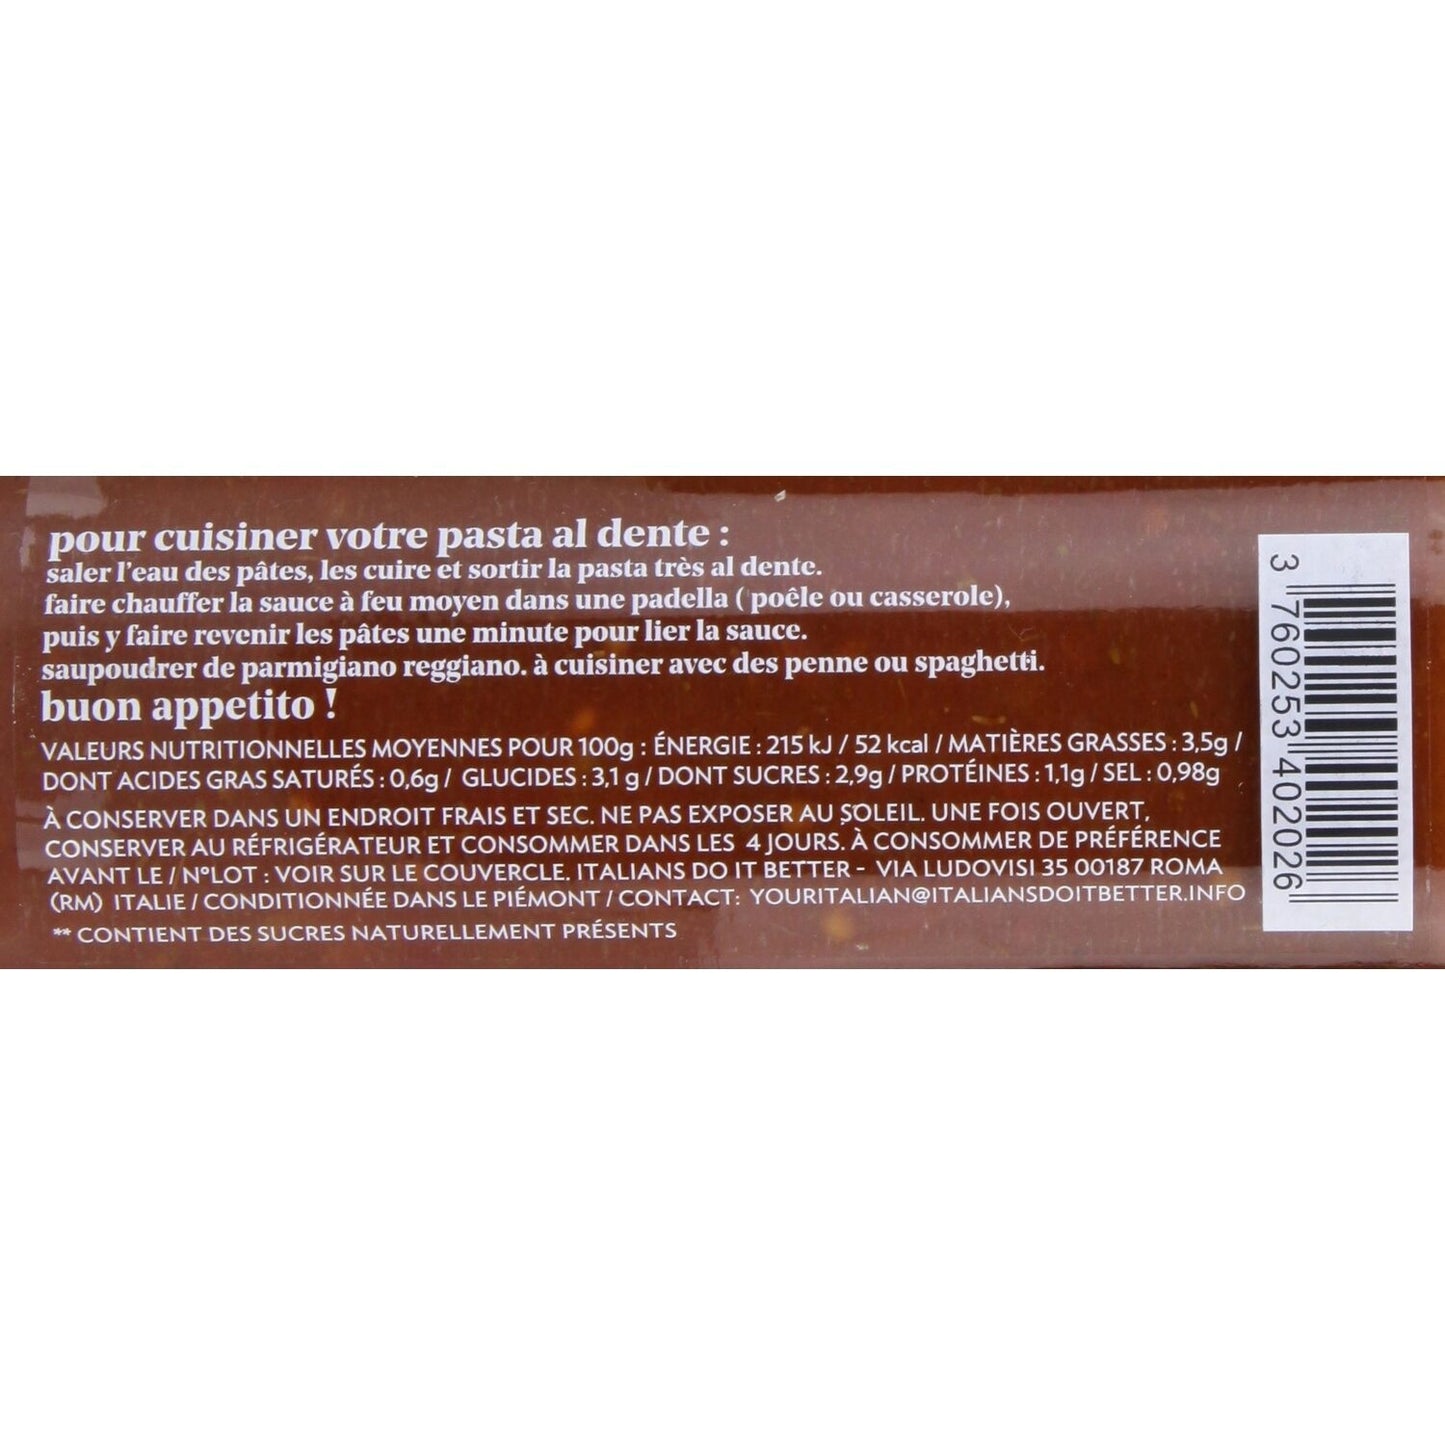 pour cuisiner votre pasta al dente :
saler l'eau des pâtes, les cuire et sortir la pasta très al dente.
faire chauffer la sauce à feu moyen dans une padella ( poêle ou casserole),
puis y faire revenir les pâtes une minute pour lier la sauce.
saupoudrer de parmigiano reggiano. à cuisiner avec des penne ou spaghetti.
buon appetito !
VALEURS NUTRITIONNELLES MOYENNES POUR 100g : ÉNERGIE : 215 kJ / 52 kcal / MATIÈRES GRASSES : 3,5g /
DONT ACIDES GRAS SATURÉS : 0,6g / GLUCIDES : 3,1 g / DONT SUCRES : 2,9g / PROTÉINES : 1,1g / SEL : 0,98g
À CONSERVER DANS UN ENDROIT FRAIS ET SEC. NE PAS EXPOSER AU SOLEIL. UNE FOIS OUVERT,
CONSERVER AU RÉFRIGÉRATEUR ET CONSOMMER DANS LES 4 JOURS. À CONSOMMER DE PRÉFÉRENCE
AVANT LE / N°LOT : VOIR SUR LE COUVERCLE. ITALIANS DO IT BETTER - VIA LUDOVISI 35 00187 ROMA
(RM) ITALIE / CONDITIONNÉE DANS LE PIÉMONT / CONTACT: YOURITALIAN@ITALIANSDOITBETTER.INFO
** CONTIENT DES SUCRES NATURELLEMENT PRÉSENTS
3 760253 402026